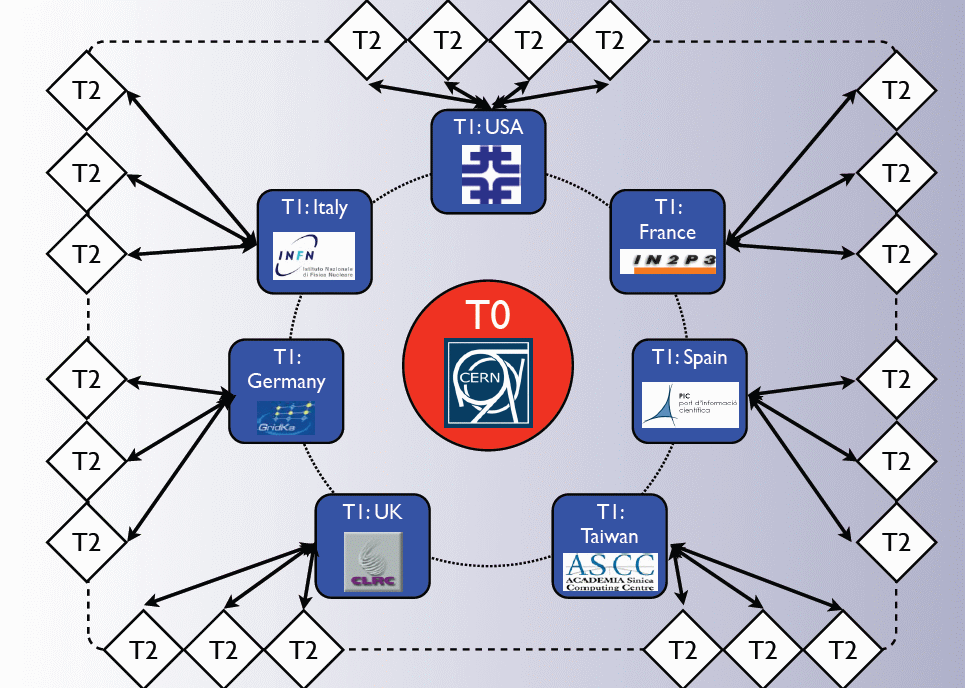 T2
T2
T2
T2
T2
T2
T2
T2
T2
T2
T1: USA
T1: Italy
INFN
Istituto Nazionale
di Fisica Nucleare
T1:
France
IN2P3
T0
CERN
T1:
Germany
GridKa
T1: Spain
PIC
port d'informació
científica
T2
T2
T2
T2
T2
T2
T1: UK
CLRC
T1:
Taiwan
ASCC
ACADEMIA Sinica
Computing Centre
T2
T2
T2
T2
T2
T2